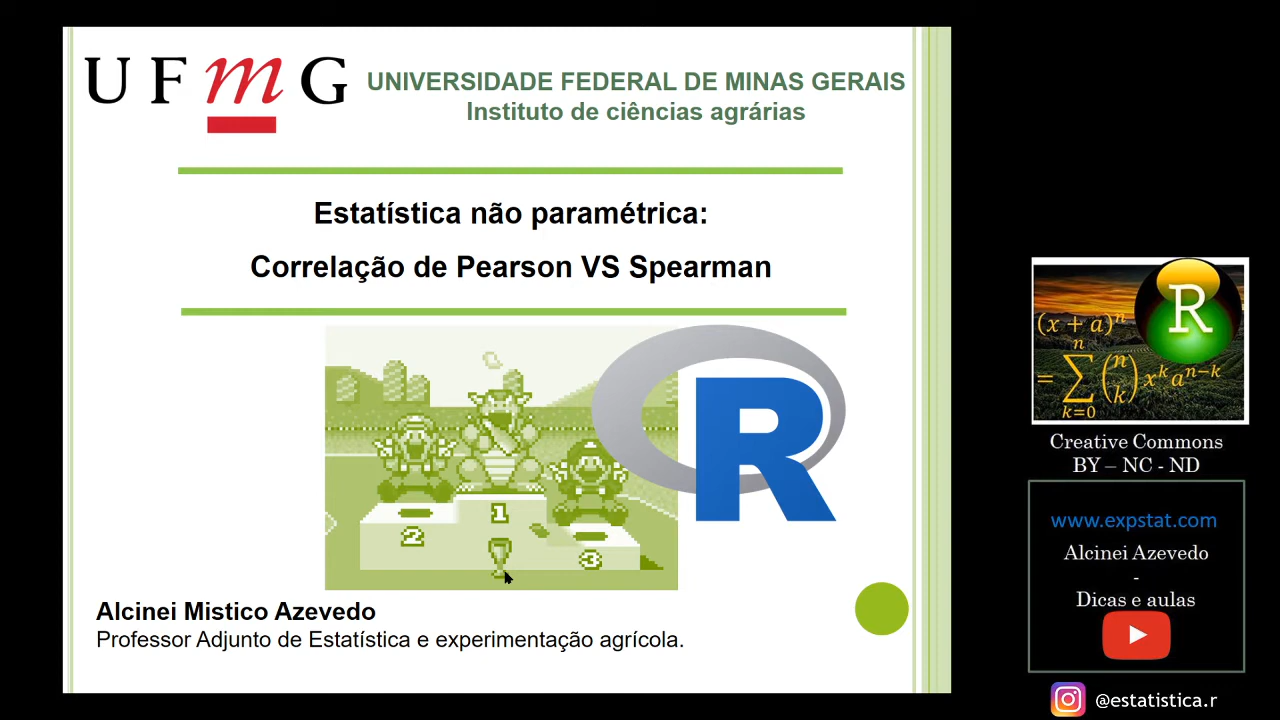 UFmG
UNIVERSIDADE FEDERAL DE MINAS GERAIS
Instituto de ciências agrárias
Estatística não paramétrica:
Correlação de Pearson VS Spearman
1
2
3
R
Alcinei Mistico Azevedo
Professor Adjunto de Estatística e experimentação agrícola.
R
(x + a)^n
= ∑_{k=0}^{n} (n k) x^k a^{n−k}
Creative Commons
BY – NC - ND
www.expstat.com
Alcinei Azevedo
-
Dicas e aulas
@estatistica.r